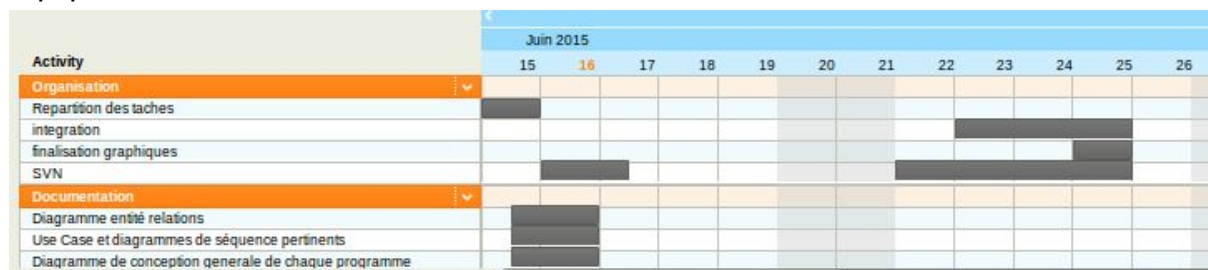 Juin 2015
Activity 15 16 17 18 19 20 21 22 23 24 25 26
Organisation
Repartition des taches
integration
finalisation graphiques
SVN
Documentation
Diagramme entité relations
Use Case et diagrammes de séquence pertinents
Diagramme de conception generale de chaque programme